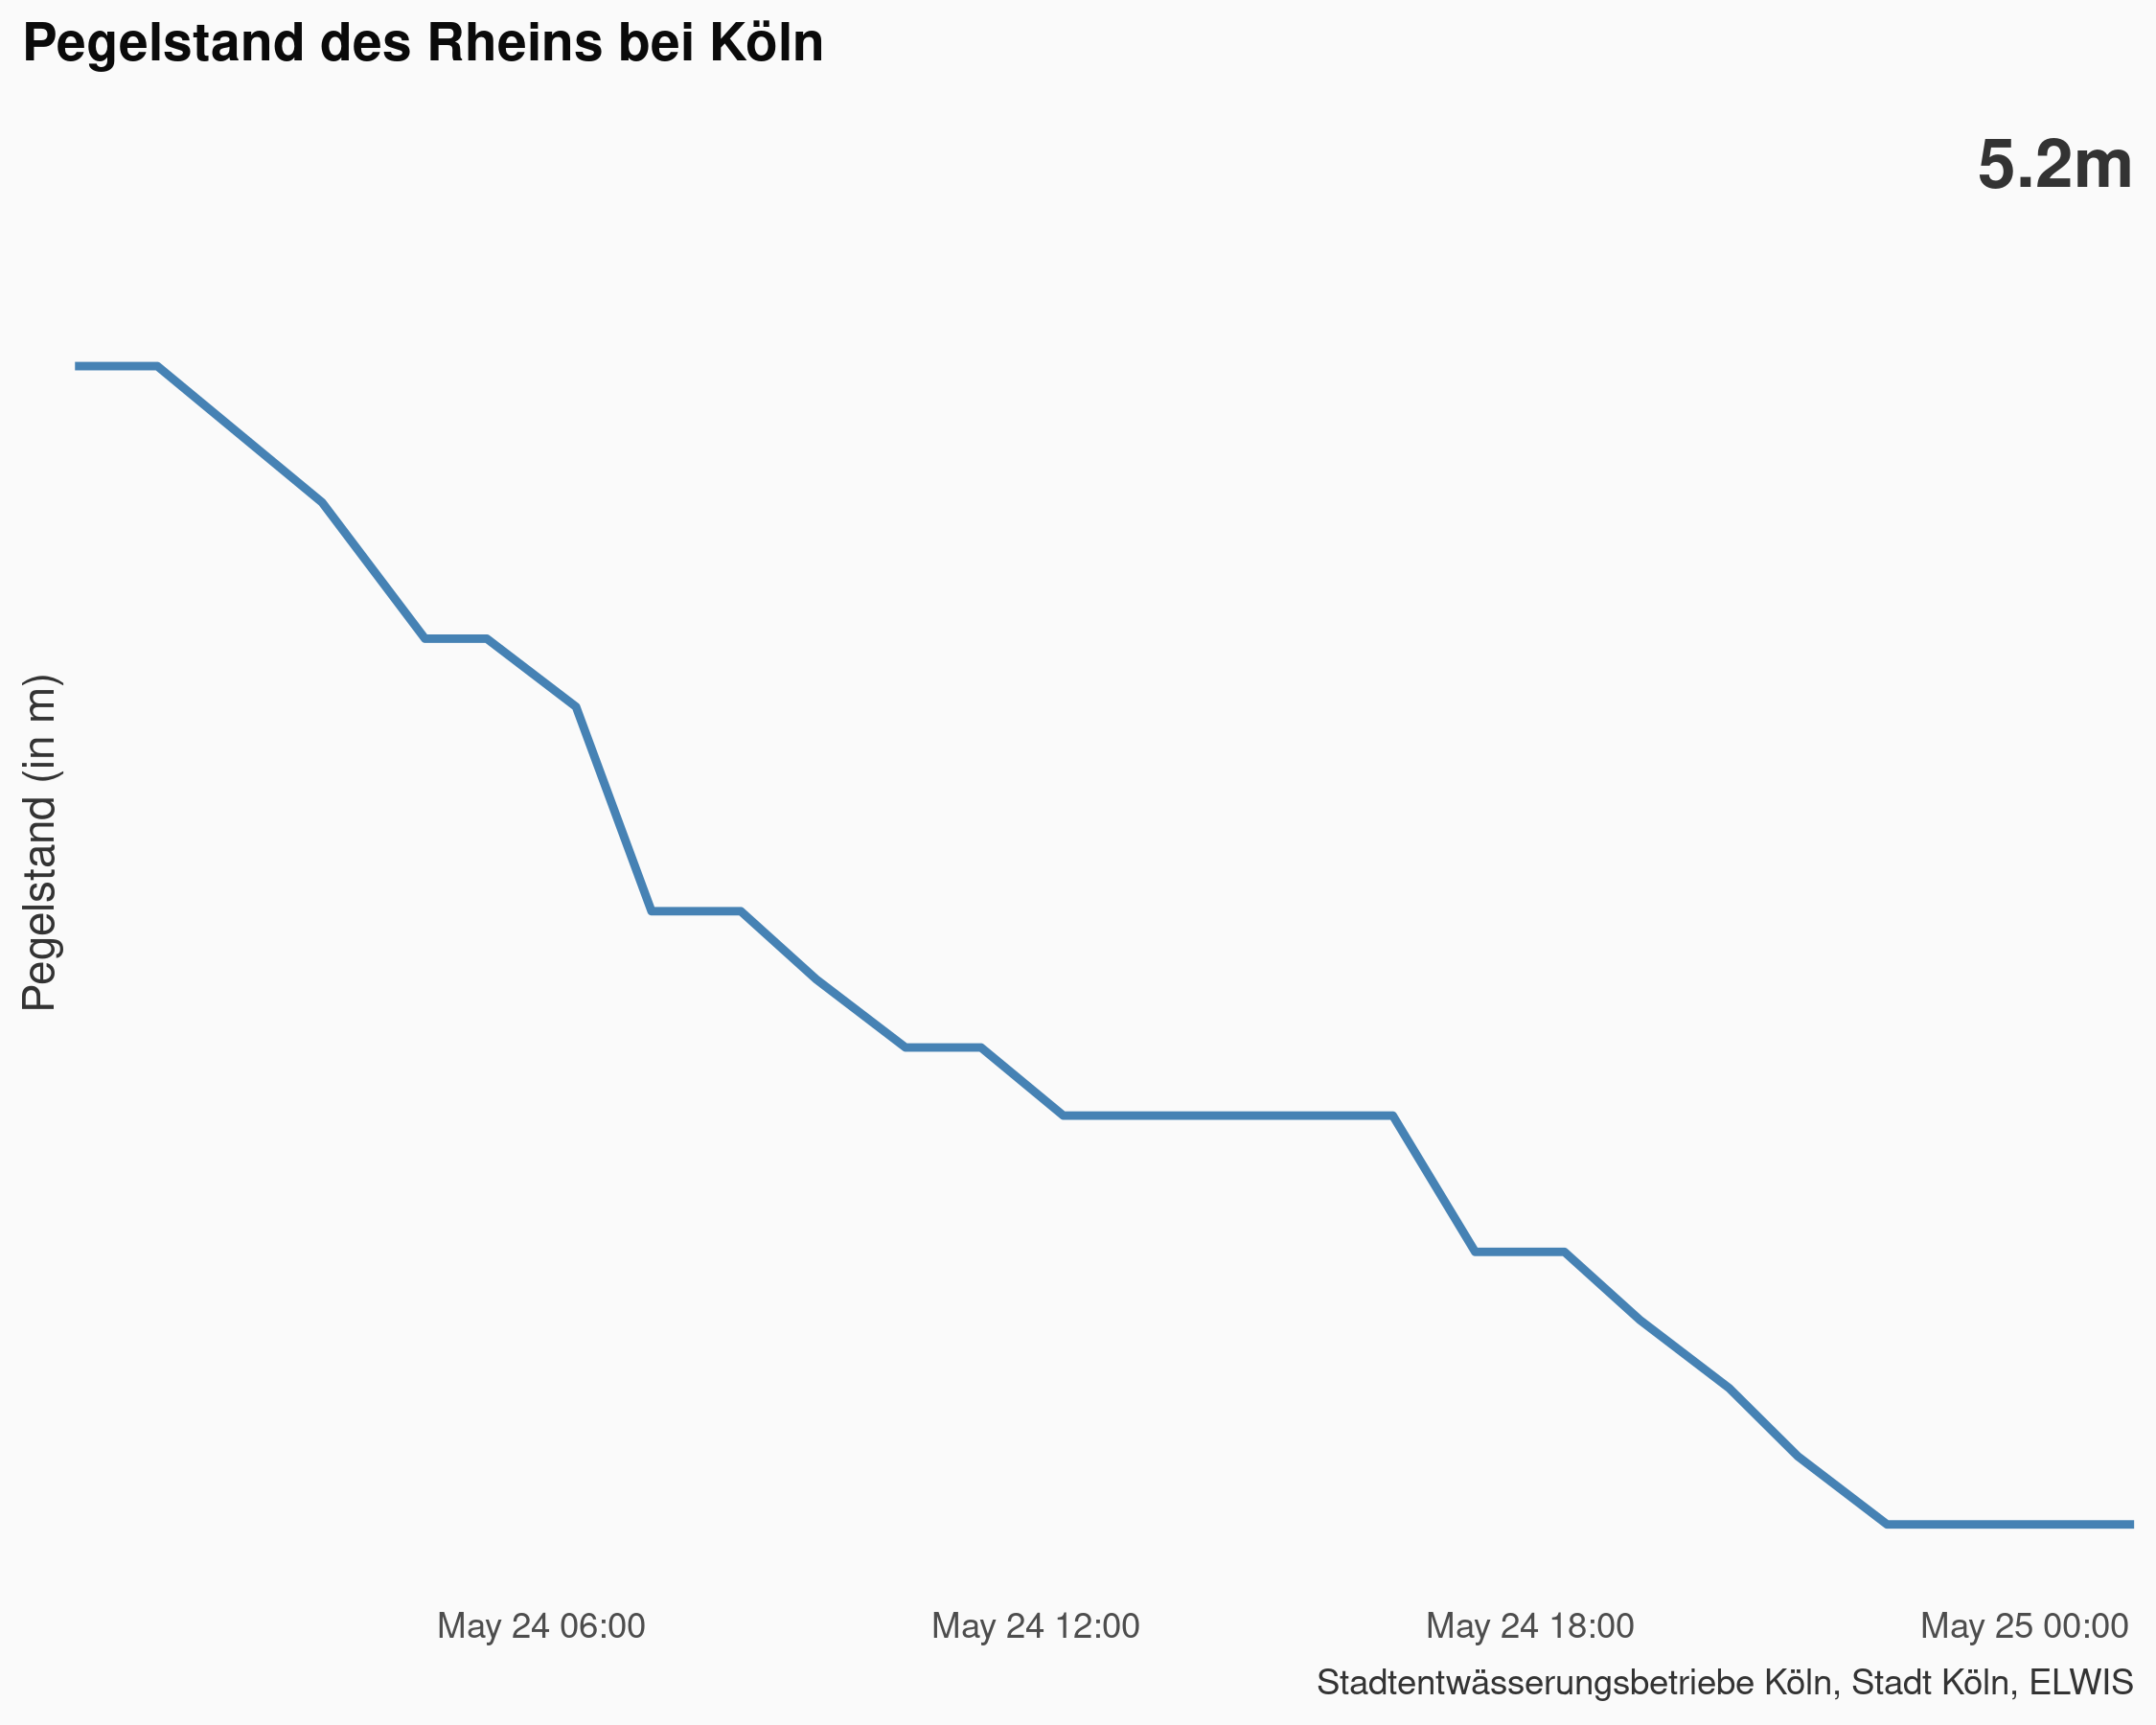 Pegelstand des Rheins bei Köln
5.2m
Pegelstand (in m)
May 24 06:00
May 24 12:00
May 24 18:00
May 25 00:00
Stadtentwässerungsbetriebe Köln, Stadt Köln, ELWIS